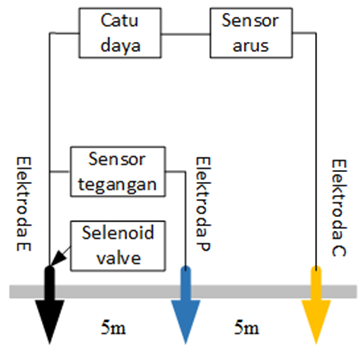 Catu
daya
Sensor
arus
Elektroda E
Sensor
tegangan
Elektroda P
Elektroda C
Selenoid
valve
5m
5m